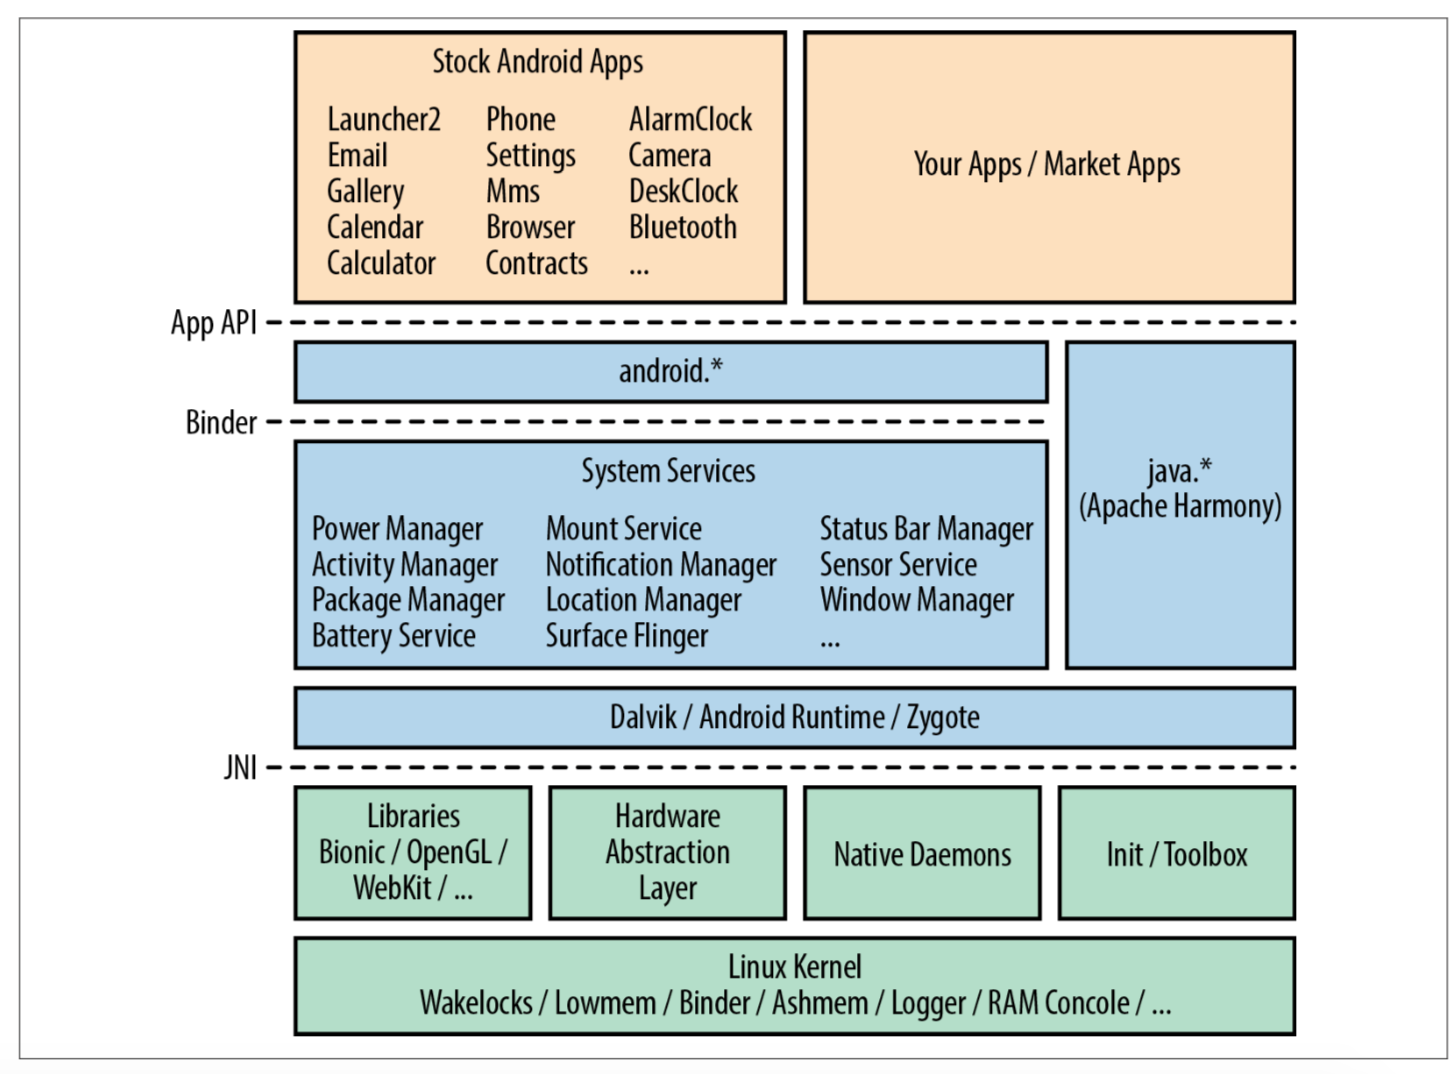 Stock Android Apps
Launcher2 Phone AlarmClock
Email Settings Camera
Gallery Mms DeskClock
Calendar Browser Bluetooth
Calculator Contracts ...
Your Apps / Market Apps
App API
android.*
Binder
System Services
Power Manager Mount Service Status Bar Manager
Activity Manager Notification Manager Sensor Service
Package Manager Location Manager Window Manager
Battery Service Surface Flinger ...
java.*
(Apache Harmony)
Dalvik / Android Runtime / Zygote
JNI
Libraries
Bionic / OpenGL /
WebKit / ...
Hardware
Abstraction
Layer
Native Daemons
Init / Toolbox
Linux Kernel
Wakelocks / Lowmem / Binder / Ashmem / Logger / RAM Concole / ...